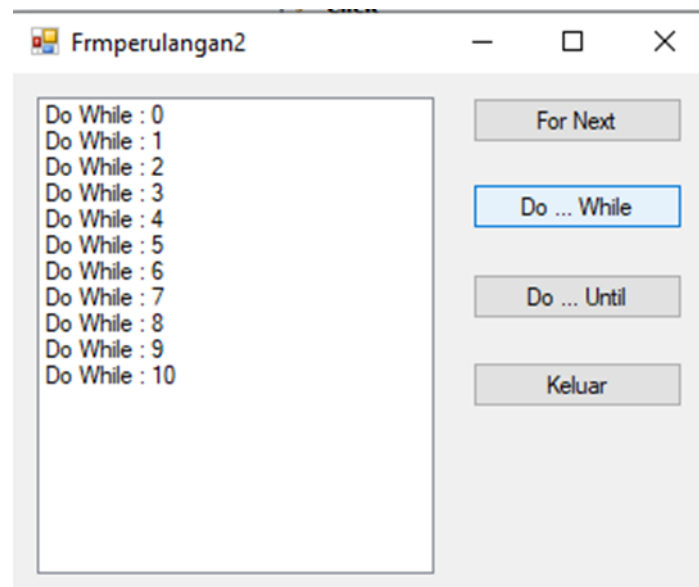 Frmperulangan2
Do While : 0
Do While : 1
Do While : 2
Do While : 3
Do While : 4
Do While : 5
Do While : 6
Do While : 7
Do While : 8
Do While : 9
Do While : 10
For Next
Do ... While
Do ... Until
Keluar